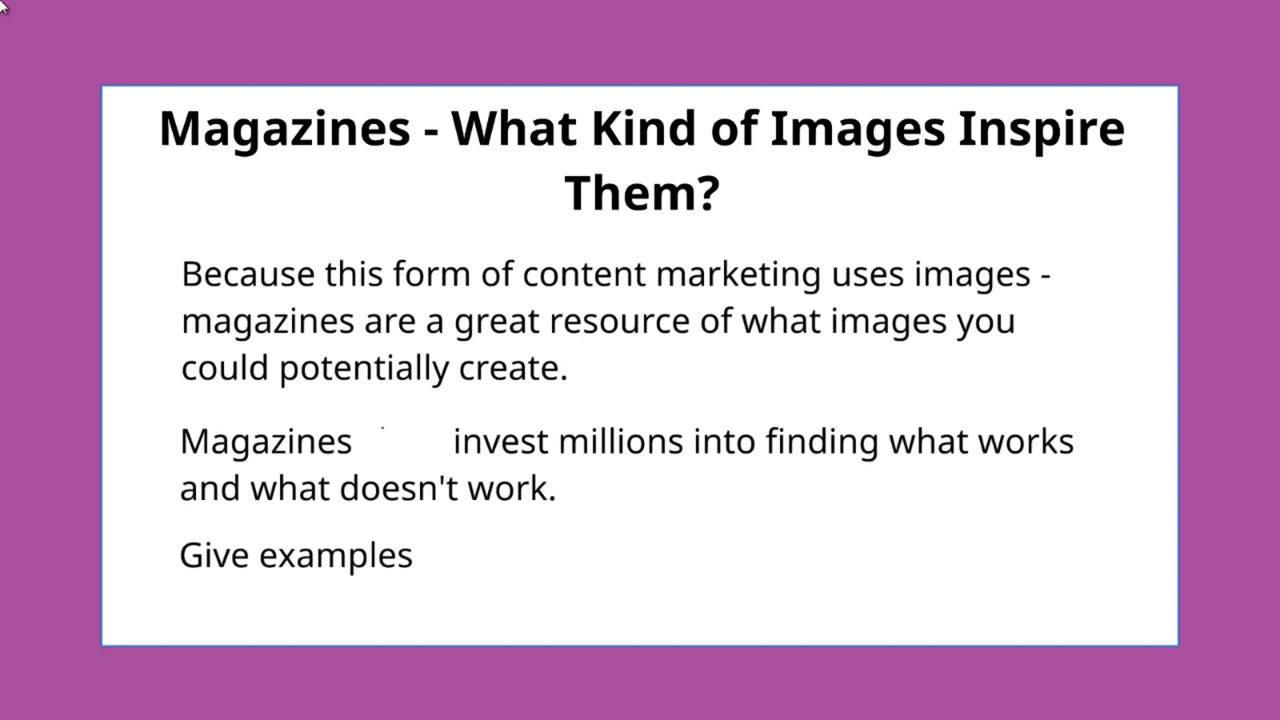 Magazines - What Kind of Images Inspire
Them?
Because this form of content marketing uses images -
magazines are a great resource of what images you
could potentially create.
Magazines invest millions into finding what works
and what doesn't work.
Give examples